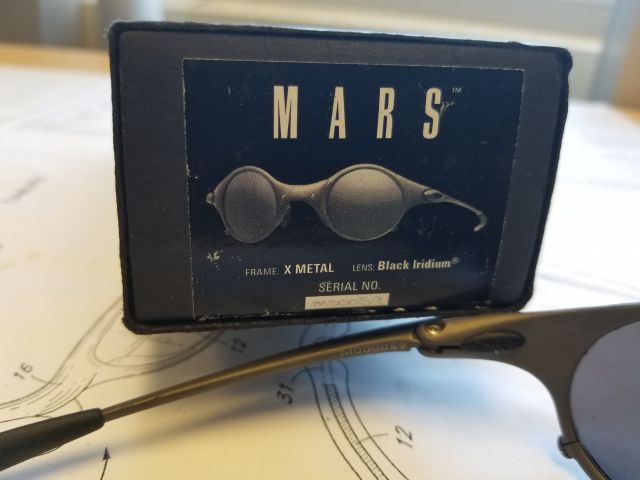 MARS™
FRAME: X METAL LENS: Black Iridium®
SERIAL NO.
16
12
31
12